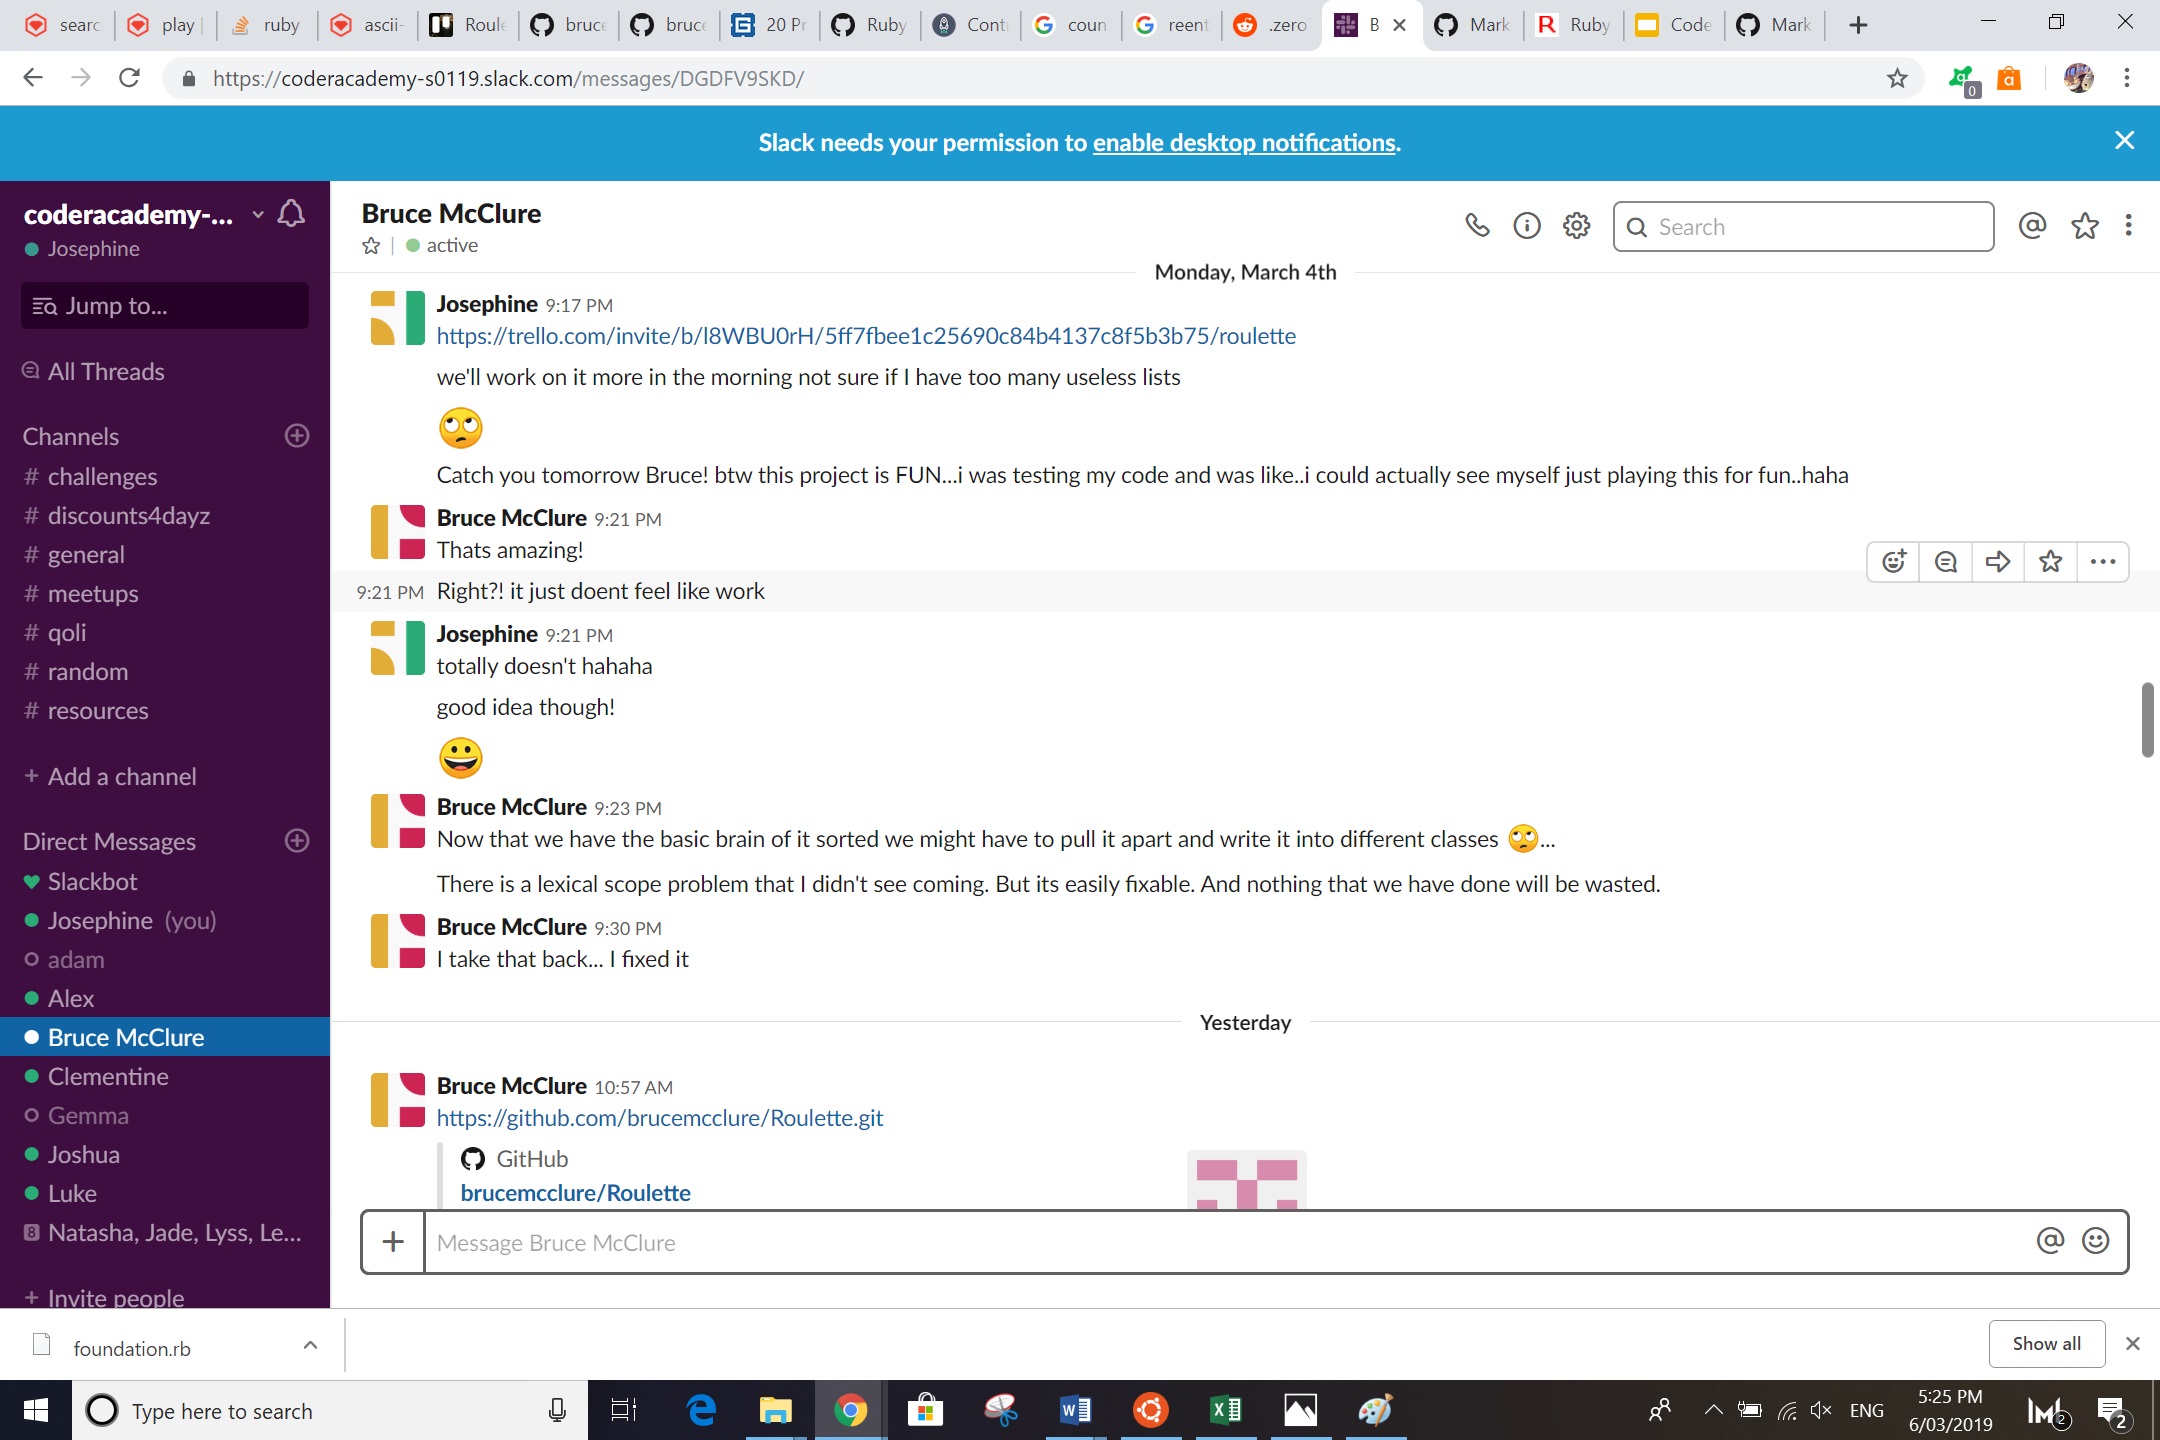 searc
play
ruby
ascii-
Roule
bruce
bruce
20 Pr
Ruby
Cont
coun
reent
.zero
B
Mark
Ruby
Code
Mark
https://coderacademy-s0119.slack.com/messages/DGDFV9SKD/
0
Slack needs your permission to enable desktop notifications.
coderacademy-...
Josephine
Jump to...
All Threads
Channels
# challenges
# discounts4dayz
# general
# meetups
# qoli
# random
# resources
+ Add a channel
Direct Messages
Slackbot
Josephine (you)
adam
Alex
Bruce McClure
Clementine
Gemma
Joshua
Luke
8 Natasha, Jade, Lyss, Le...
+ Invite people
Bruce McClure
active
Search
Monday, March 4th
Josephine 9:17 PM
https://trello.com/invite/b/l8WBU0rH/5ff7fbee1c25690c84b4137c8f5b3b75/roulette
we'll work on it more in the morning not sure if I have too many useless lists
Catch you tomorrow Bruce! btw this project is FUN...i was testing my code and was like..i could actually see myself just playing this for fun..haha
Bruce McClure 9:21 PM
Thats amazing!
9:21 PM Right?! it just doent feel like work
Josephine 9:21 PM
totally doesn't hahaha
good idea though!
Bruce McClure 9:23 PM
Now that we have the basic brain of it sorted we might have to pull it apart and write it into different classes 🙄...
There is a lexical scope problem that I didn't see coming. But its easily fixable. And nothing that we have done will be wasted.
Bruce McClure 9:30 PM
I take that back... I fixed it
Yesterday
Bruce McClure 10:57 AM
https://github.com/brucemcclure/Roulette.git
GitHub
brucemcclure/Roulette
Message Bruce McClure
foundation.rb
Show all
Type here to search
ENG
5:25 PM
6/03/2019
2
2